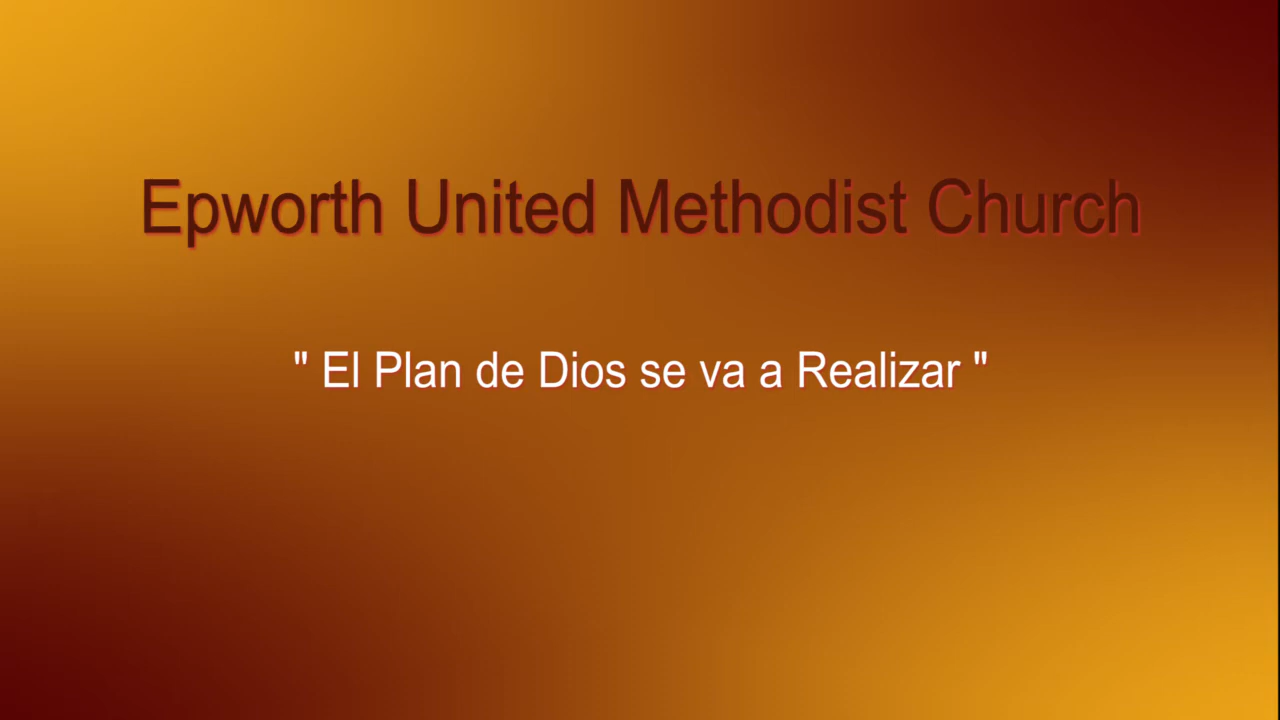 Epworth United Methodist Church
" El Plan de Dios se va a Realizar "